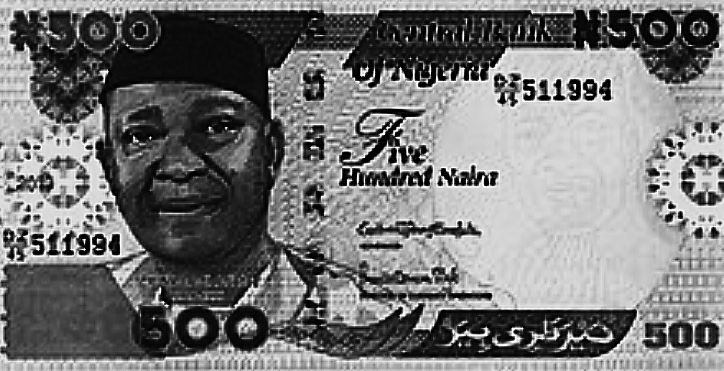 ₦500
Central Bank
₦500
Of Nigeria
511994
Five
Hundred Naira
511994
500
500